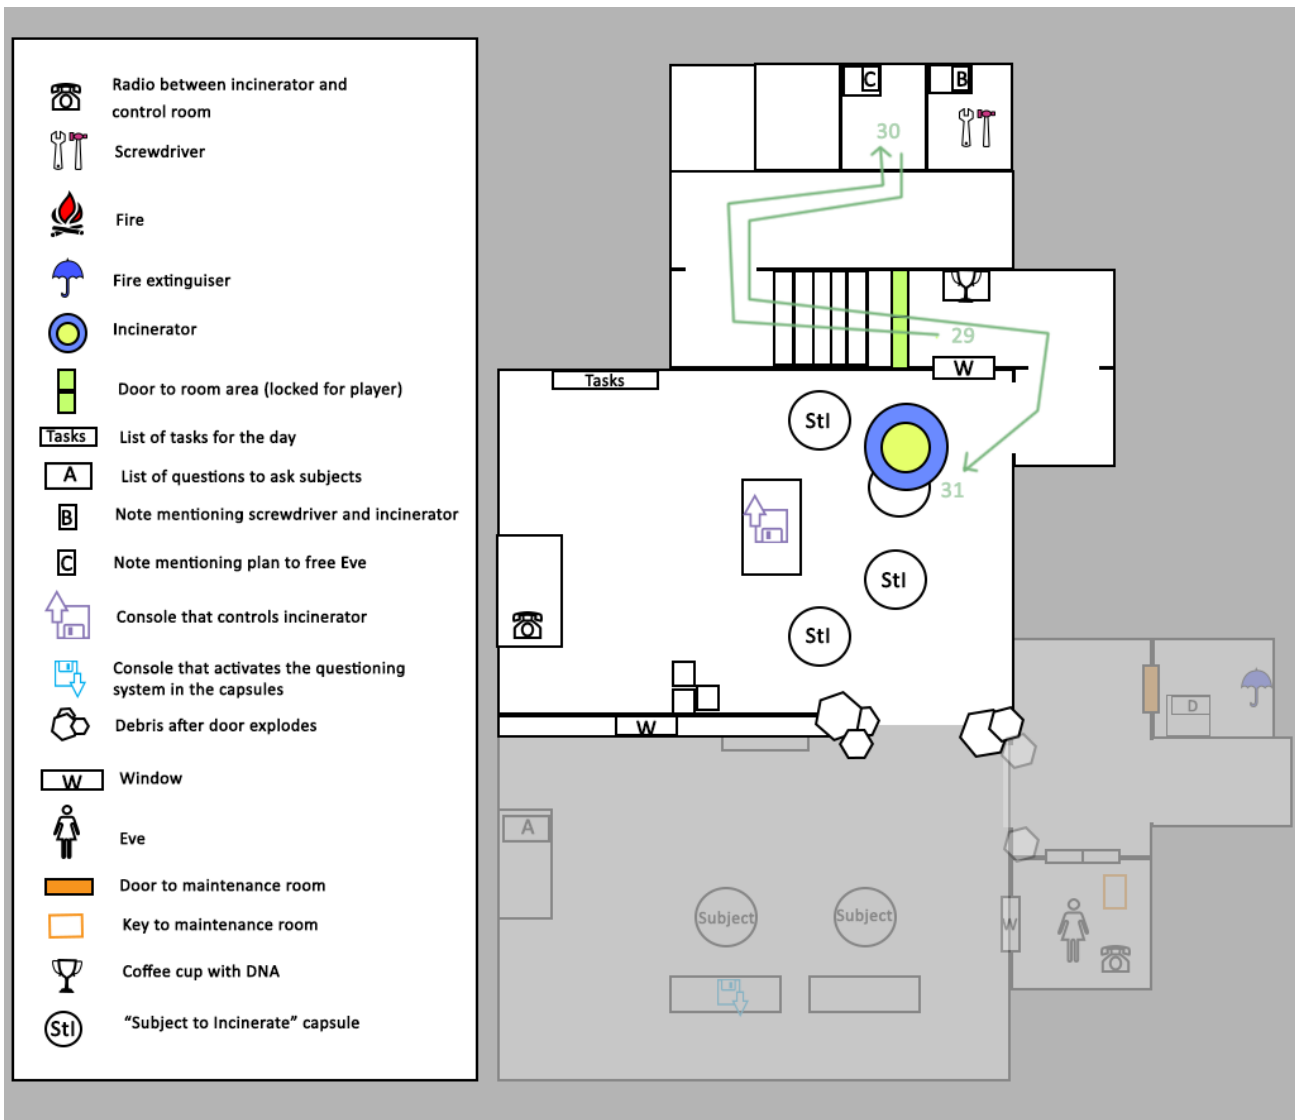 Radio between incinerator and
control room
Screwdriver
Fire
Fire extinguiser
Incinerator
Door to room area (locked for player)
Tasks
List of tasks for the day
A
List of questions to ask subjects
B
Note mentioning screwdriver and incinerator
C
Note mentioning plan to free Eve
Console that controls incinerator
Console that activates the questioning
system in the capsules
Debris after door explodes
W
Window
Eve
Door to maintenance room
Key to maintenance room
Coffee cup with DNA
StI
"Subject to Incinerate" capsule
C
B
30
29
W
Tasks
StI
31
StI
StI
W
D
A
Subject
Subject
W